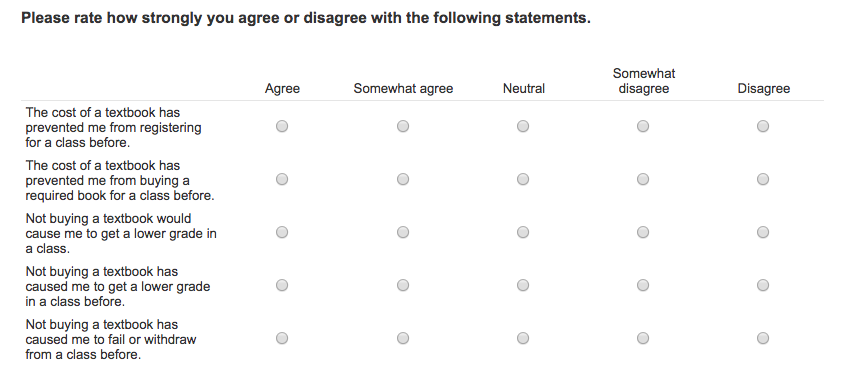 Please rate how strongly you agree or disagree with the following statements.
Agree Somewhat agree Neutral Somewhat disagree Disagree
The cost of a textbook has
prevented me from registering
for a class before.
The cost of a textbook has
prevented me from buying a
required book for a class before.
Not buying a textbook would
cause me to get a lower grade in
a class.
Not buying a textbook has
caused me to get a lower grade
in a class before.
Not buying a textbook has
caused me to fail or withdraw
from a class before.